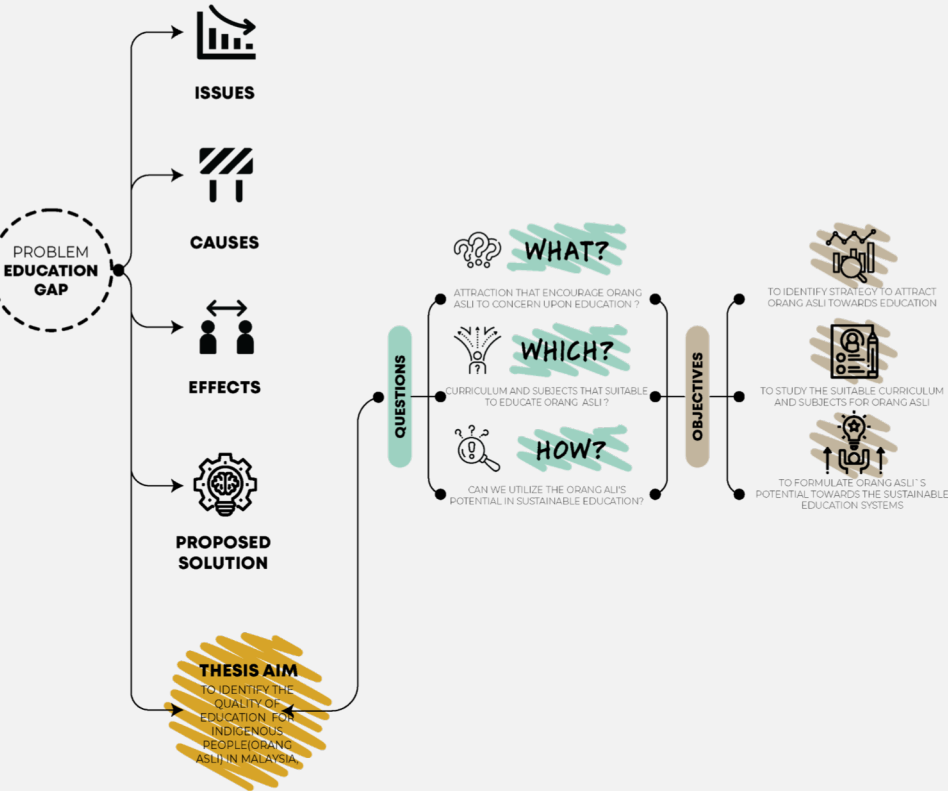 ISSUES
CAUSES
PROBLEM
EDUCATION
GAP
EFFECTS
PROPOSED
SOLUTION
THESIS AIM
TO IDENTIFY THE
QUALITY OF
EDUCATION FOR
INDIGENOUS
PEOPLE(ORANG
ASLI) IN MALAYSIA,
QUESTIONS
WHAT?
ATTRACTION THAT ENCOURAGE ORANG
ASLI TO CONCERN UPON EDUCATION ?
WHICH?
CURRICULUM AND SUBJECTS THAT SUITABLE
TO EDUCATE ORANG ASLI ?
HOW?
CAN WE UTILIZE THE ORANG ALI'S
POTENTIAL IN SUSTAINABLE EDUCATION?
OBJECTIVES
TO IDENTIFY STRATEGY TO ATTRACT
ORANG ASLI TOWARDS EDUCATION
TO STUDY THE SUITABLE CURRICULUM
AND SUBJECTS FOR ORANG ASLI
TO FORMULATE ORANG ASLI`S
POTENTIAL TOWARDS THE SUSTAINABLE
EDUCATION SYSTEMS